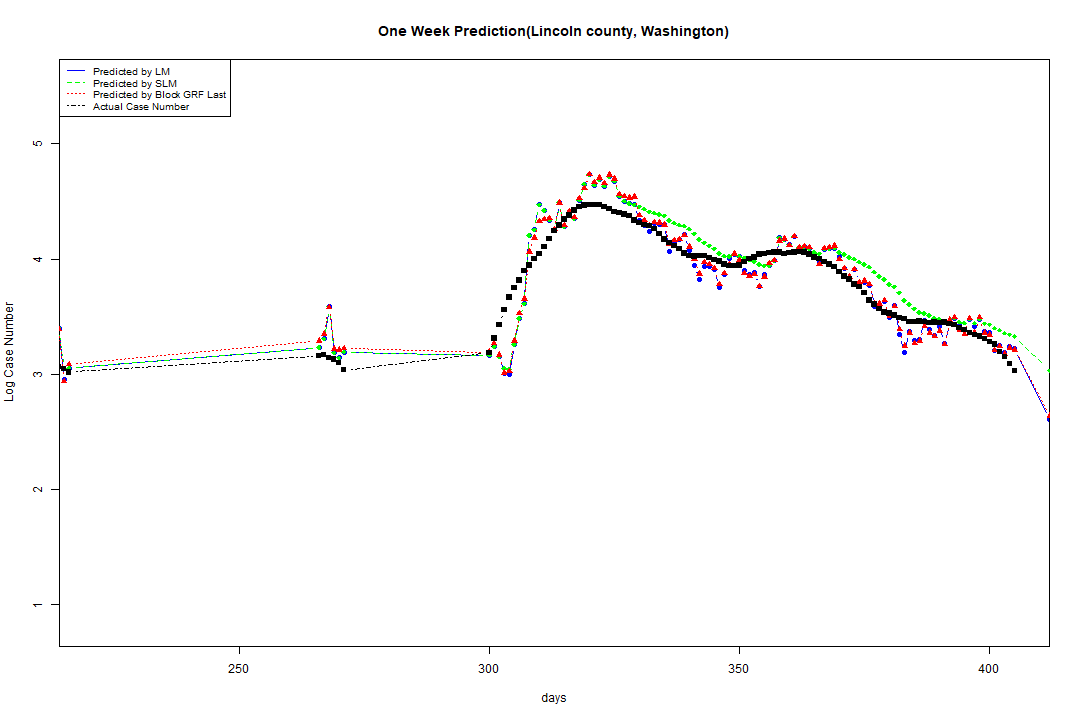 One Week Prediction(Lincoln county, Washington)
Predicted by LM
Predicted by SLM
Predicted by Block GRF Last
Actual Case Number
5
4
3
2
1
Log Case Number
250
300
350
400
days